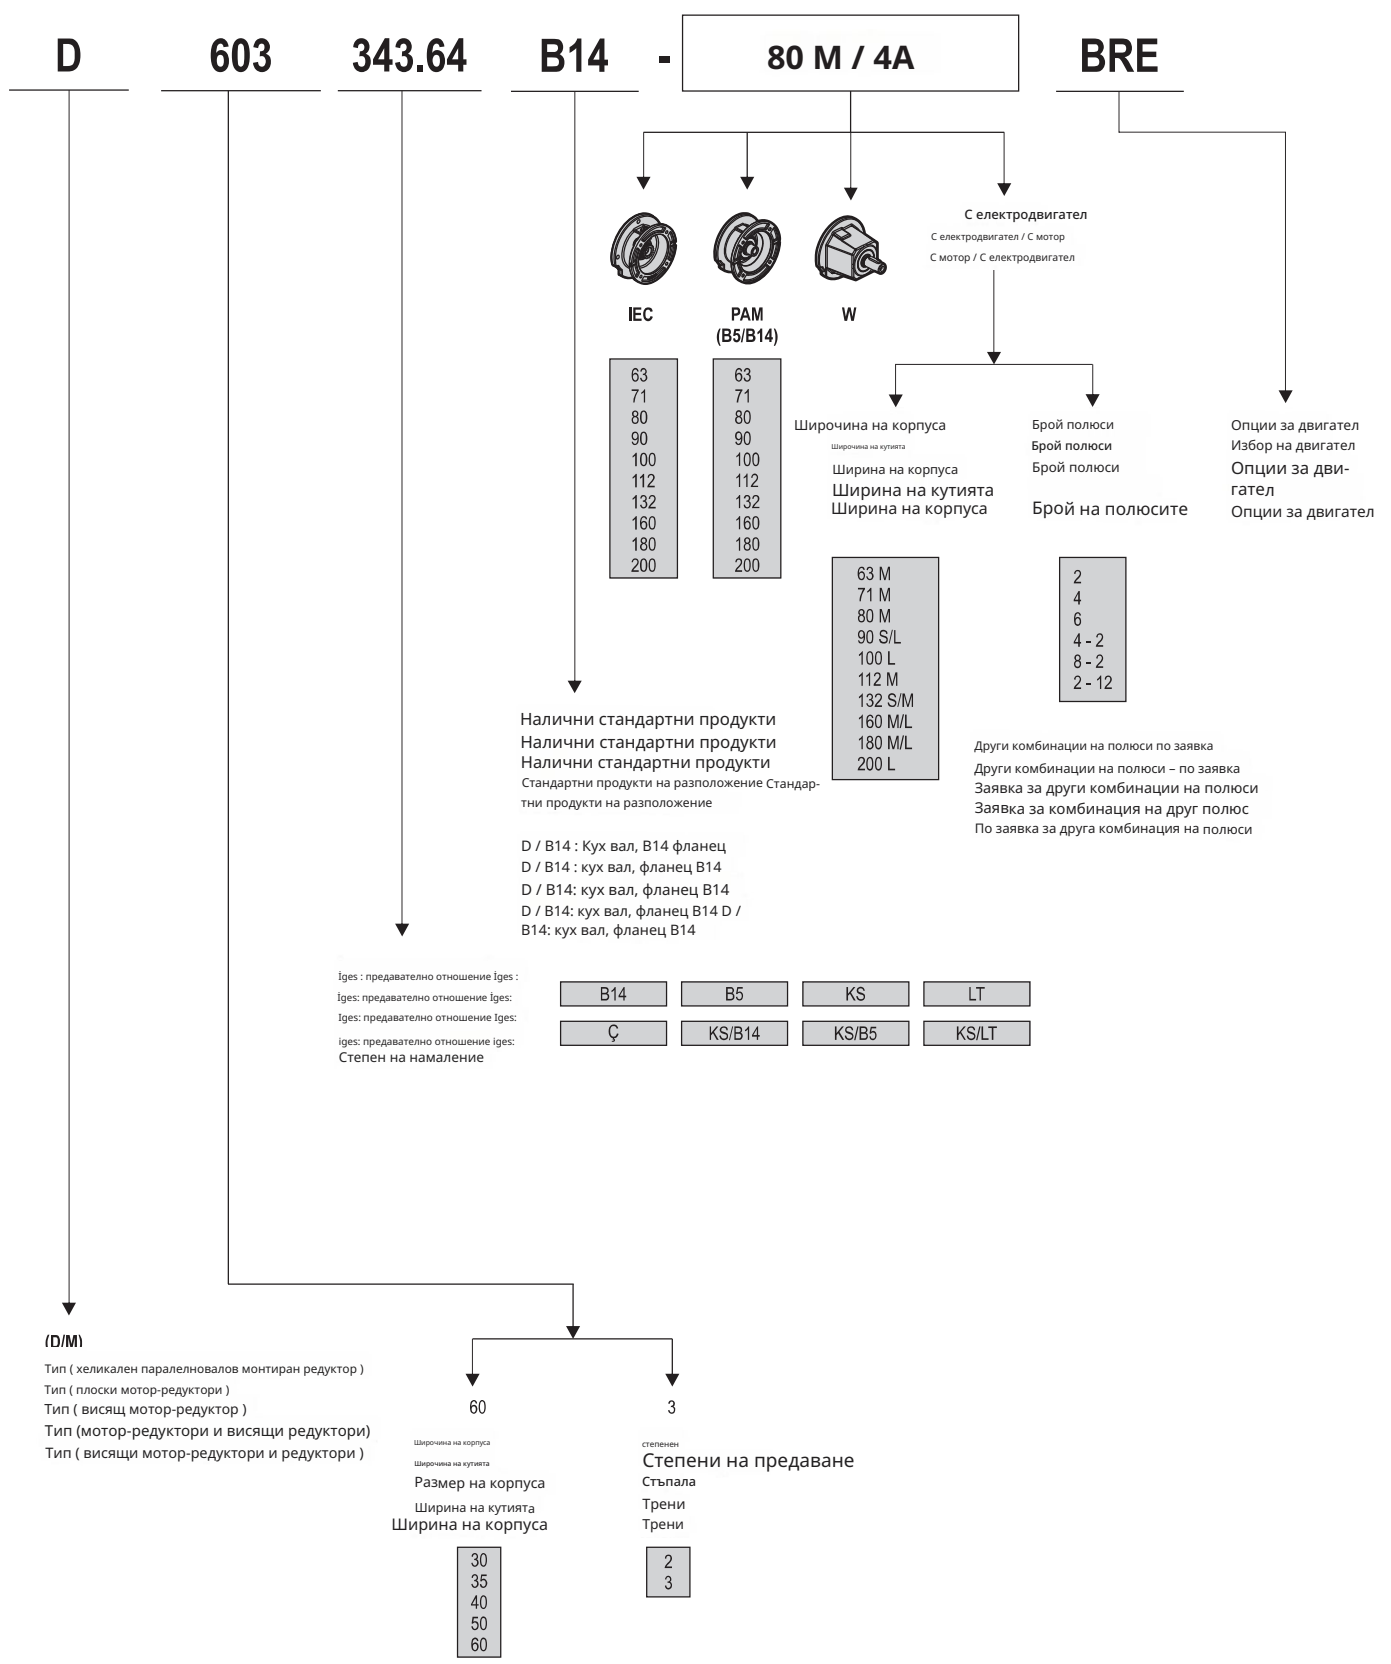 D 603 343.64 B14 - 80 M / 4A BRE
С електродвигател
С електродвигател / С мотор
С мотор / С електродвигател
IEC
PAM
(B5/B14)
W
63
71
80
90
100
112
132
160
180
200
63
71
80
90
100
112
132
160
180
200
Широчина на корпуса
Широчина на кутията
Ширина на корпуса
Ширина на кутията
Ширина на корпуса
Брой полюси
Брой полюси
Брой полюси
Брой на полюсите
Опции за двигател
Избор на двигател
Опции за дви-
гател
Опции за двигател
63 M
71 M
80 M
90 S/L
100 L
112 M
132 S/M
160 M/L
180 M/L
200 L
2
4
6
4 - 2
8 - 2
2 - 12
Налични стандартни продукти
Налични стандартни продукти
Налични стандартни продукти
Стандартни продукти на разположение Стандар-
тни продукти на разположение
Други комбинации на полюси по заявка
Други комбинации на полюси – по заявка
Заявка за други комбинации на полюси
Заявка за комбинация на друг полюс
По заявка за друга комбинация на полюси
D / B14 : Кух вал, B14 фланец
D / B14 : кух вал, фланец B14
D / B14: кух вал, фланец B14
D / B14: кух вал, фланец B14 D /
B14: кух вал, фланец B14
İges : предавателно отношение İges :
İges: предавателно отношение İges:
Iges: предавателно отношение Iges:
iges: предавателно отношение iges:
Степен на намаление
B14 B5 KS LT
Ç KS/B14 KS/B5 KS/LT
(D/M)
Тип ( хеликален паралелновалов монтиран редуктор )
Тип ( плоски мотор-редуктори )
Тип ( висящ мотор-редуктор )
Тип (мотор-редуктори и висящи редуктори)
Тип ( висящи мотор-редуктори и редуктори )
60
Широчина на корпуса
Широчина на кутията
Размер на корпуса
Ширина на кутията
Ширина на корпуса
30
35
40
50
60
3
степенен
Степени на предаване
Стъпала
Трени
Трени
2
3